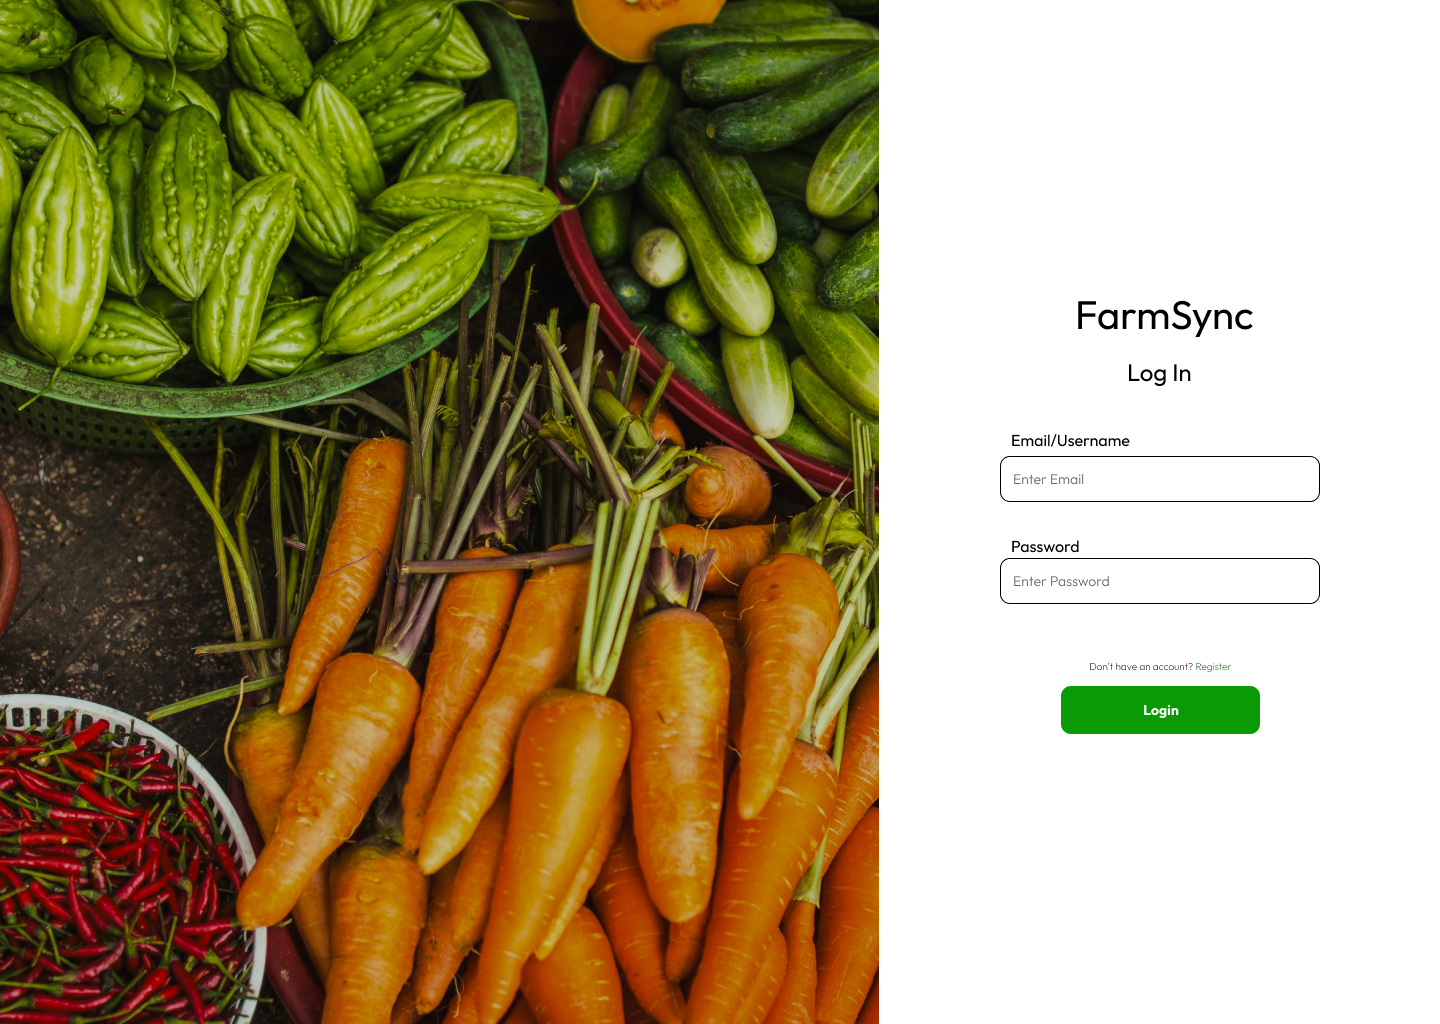 FarmSync
Log In
Email/Username
Enter Email
Password
Enter Password
Don't have an account? Register
Login